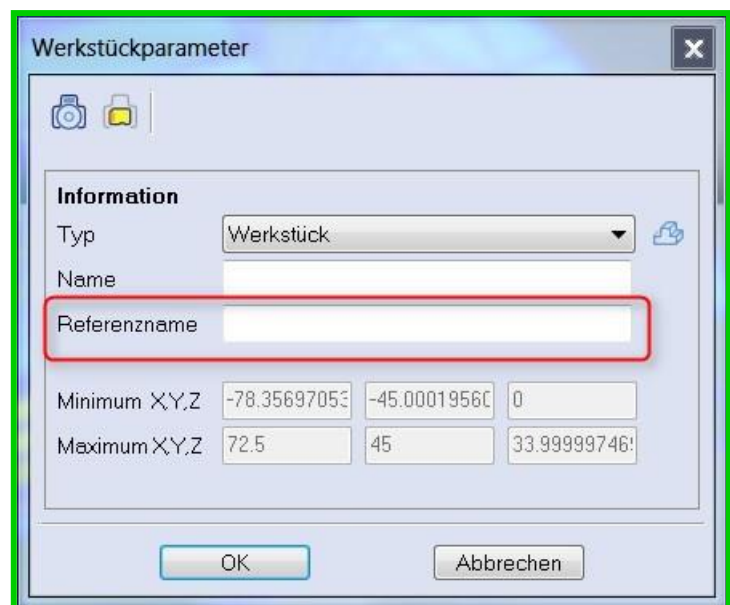 Werkstückparameter
Information
Typ Werkstück
Name
Referenzname
Minimum X,Y,Z -78.35697053 -45.00019560 0
Maximum X,Y,Z 72.5 45 33.99999746
OK Abbrechen